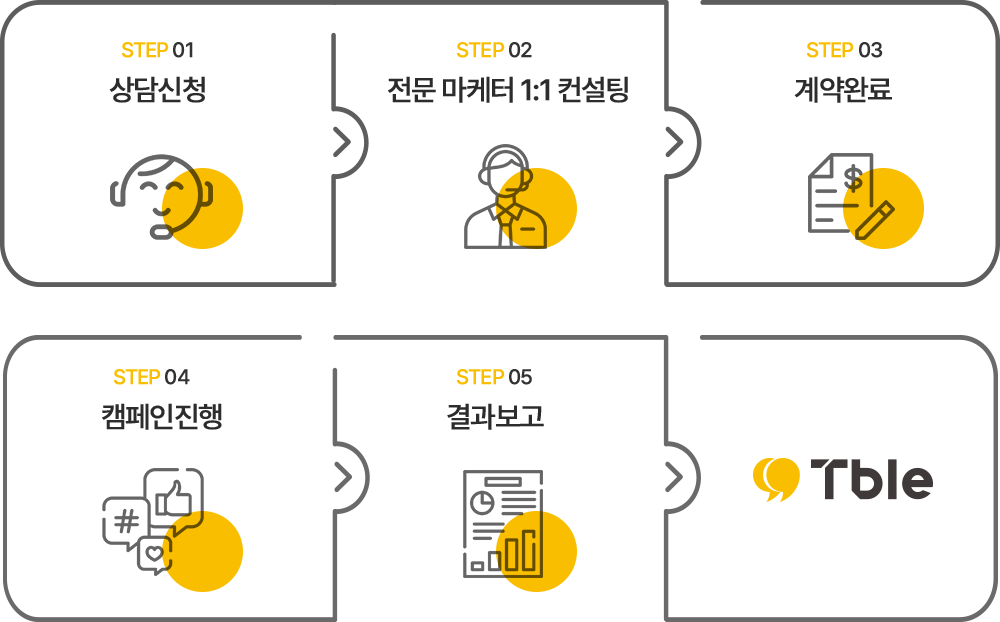 STEP 01
상담신청
STEP 02
전문 마케터 1:1 컨설팅
STEP 03
계약완료
$
STEP 04
캠페인진행
#
STEP 05
결과보고
Tble